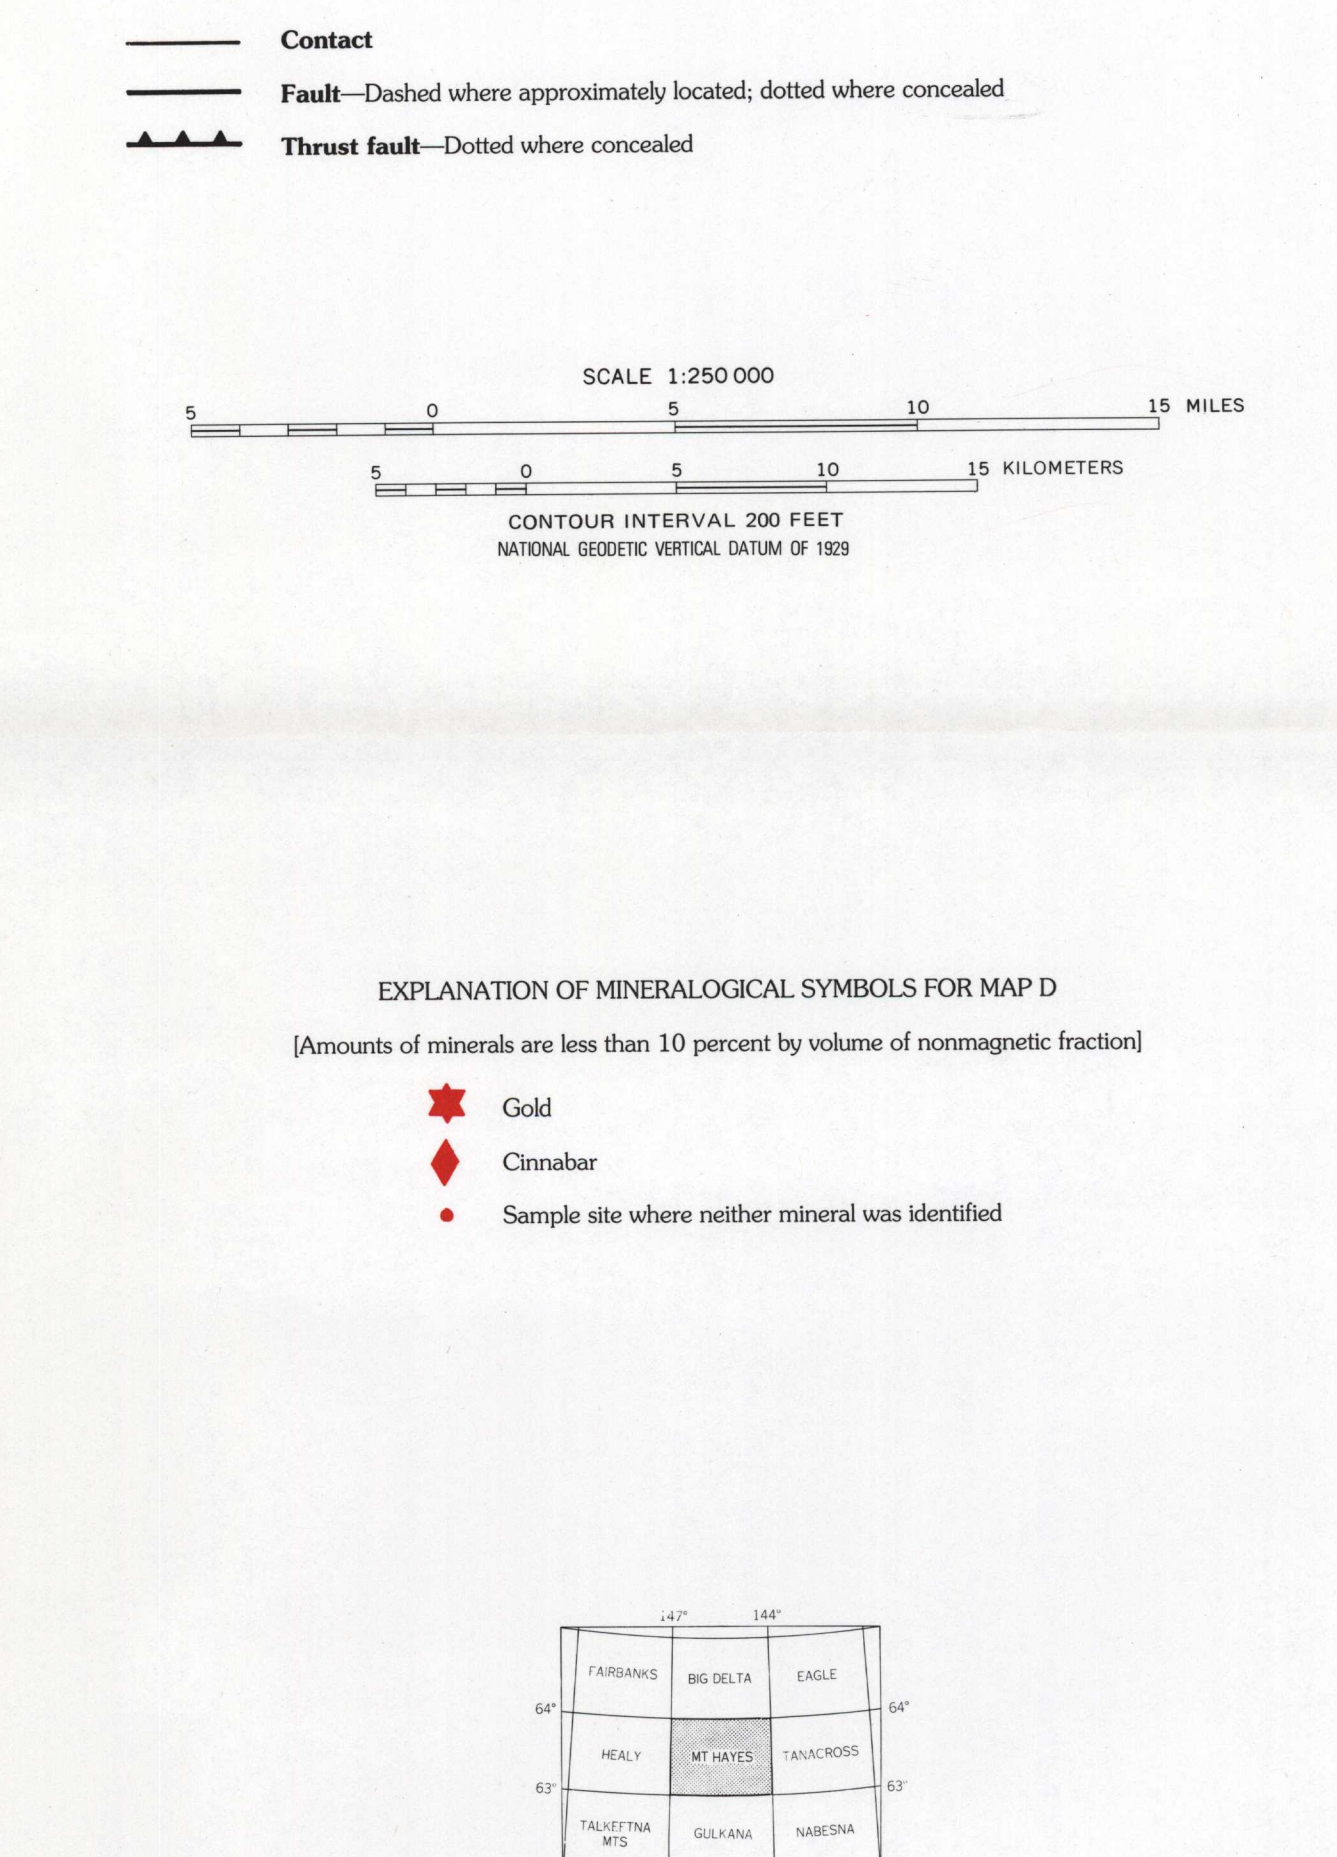 Contact
Fault—Dashed where approximately located; dotted where concealed
Thrust fault—Dotted where concealed
SCALE 1:250 000
5 0 5 10 15 MILES
5 0 5 10 15 KILOMETERS
CONTOUR INTERVAL 200 FEET
NATIONAL GEODETIC VERTICAL DATUM OF 1929
EXPLANATION OF MINERALOGICAL SYMBOLS FOR MAP D
[Amounts of minerals are less than 10 percent by volume of nonmagnetic fraction]
Gold
Cinnabar
Sample site where neither mineral was identified
147° 144°
FAIRBANKS BIG DELTA EAGLE
64° 64°
HEALY MT HAYES TANACROSS
63° 63°
TALKEETNA
MTS GULKANA NABESNA